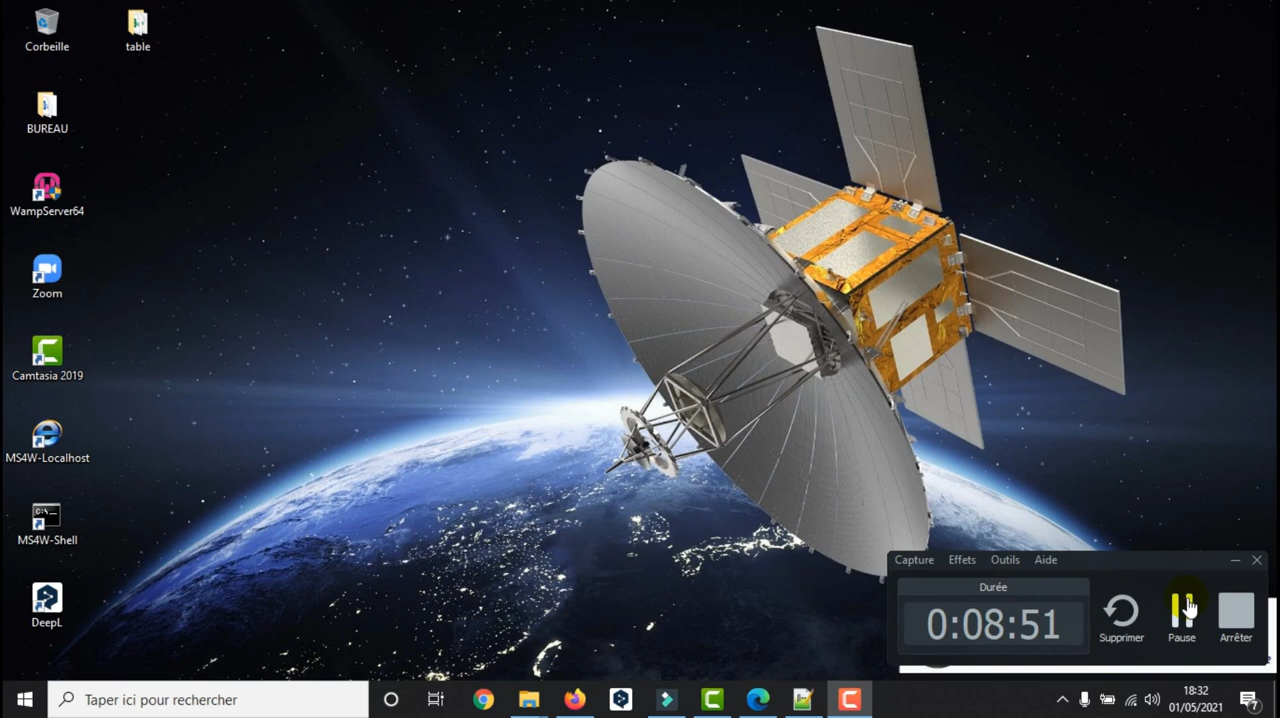 Corbeille
table
BUREAU
WampServer64
Zoom
Camtasia 2019
MS4W-Localhost
MS4W-Shell
DeepL
Capture Effets Outils Aide
Durée
0:08:51
Supprimer
Pause
Arrêter
Taper ici pour rechercher
18:32
01/05/2021
7